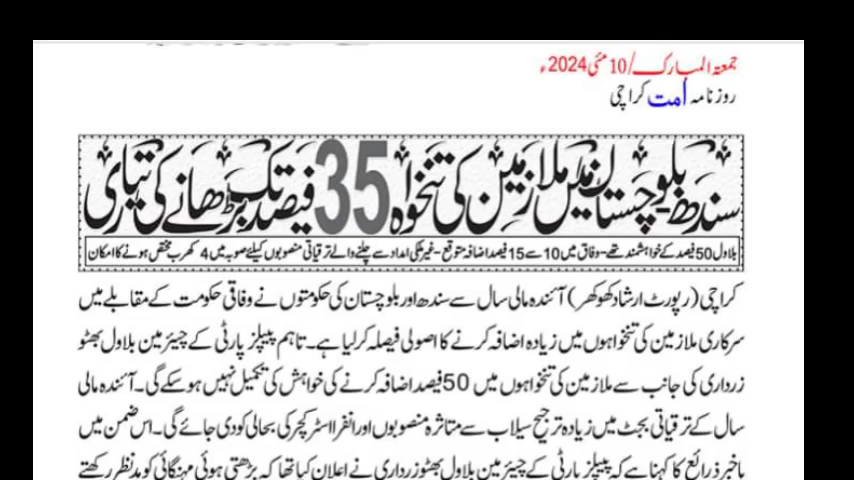 جمعۃ المبارک/10 مئی 2024ء
روزنامہ اُمت کراچی
سندھ-بلوچستان میں ملازمین کی تنخواہ 35 فیصد تک بڑھانے کی تیاری
بلاول 50 فیصد کے خواہشمند تھے-وفاق میں 10 سے 15 فیصد اضافہ متوقع-غیر ملکی امداد سے چلنے والے ترقیاتی منصوبوں کیلئے صوبہ میں 4 کھرب مختص ہونے کا امکان
کراچی (رپورٹ ارشاد کھوکھر) آئندہ مالی سال سے سندھ اور بلوچستان کی حکومتوں نے وفاقی حکومت کے مقابلے میں
سرکاری ملازمین کی تنخواہوں میں زیادہ اضافہ کرنے کا اصولی فیصلہ کرلیا ہے۔ تاہم پیپلز پارٹی کے چیئرمین بلاول بھٹو
زرداری کی جانب سے ملازمین کی تنخواہوں میں 50 فیصد اضافہ کرنے کی خواہش کی تکمیل نہیں ہوسکے گی۔ آئندہ مالی
سال کے ترقیاتی بجٹ میں زیادہ ترجیح سیلاب سے متاثرہ منصوبوں اور انفرااسٹرکچر کی بحالی کو دی جائے گی۔ اس ضمن میں
باخبر ذرائع کا کہنا ہے کہ پیپلز پارٹی کے چیئرمین بلاول بھٹو زرداری نے اعلان کیا تھا کہ بڑھتی ہوئی مہنگائی کو مدنظر رکھتے